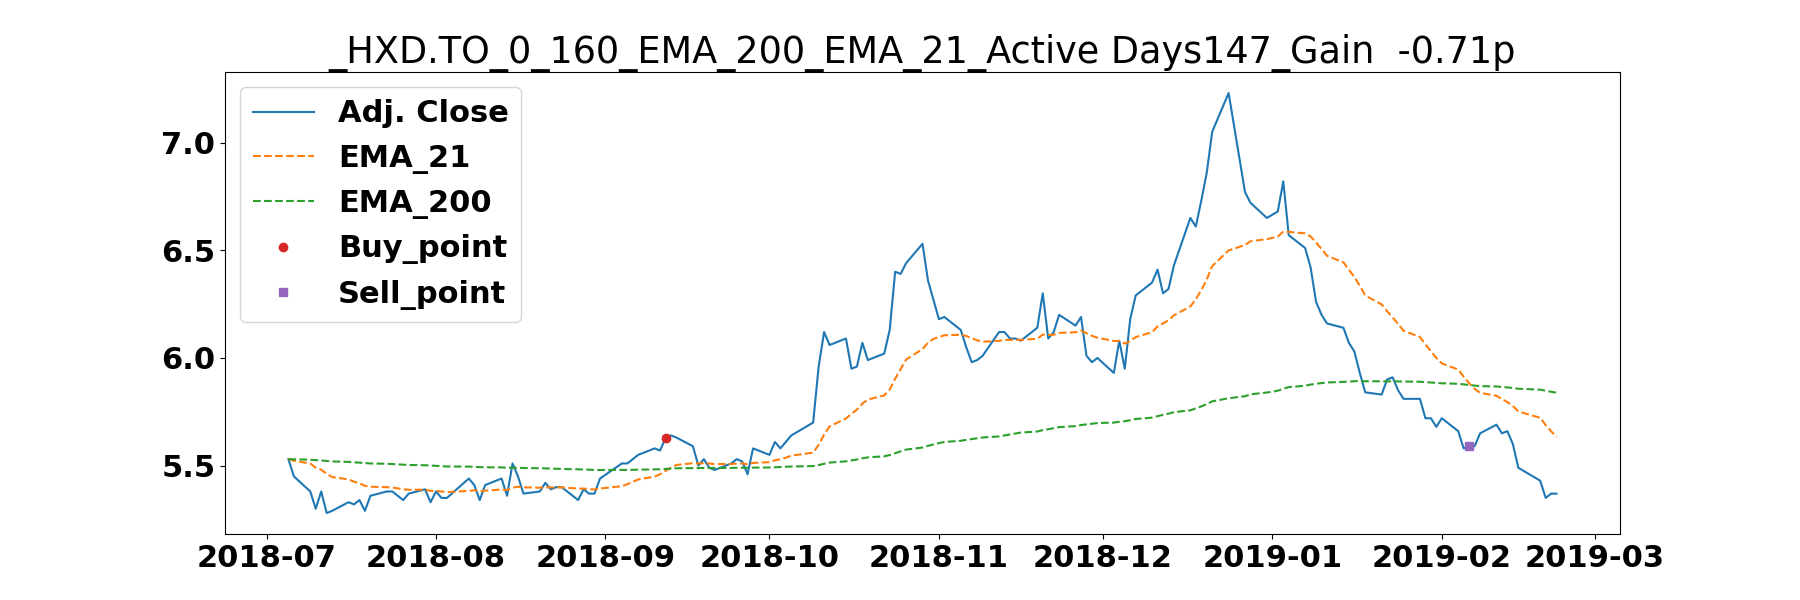 _HXD.TO_0_160_EMA_200_EMA_21_Active Days147_Gain  -0.71p
Adj. Close
EMA_21
EMA_200
Buy_point
Sell_point
7.0
6.5
6.0
5.5
2018-07 2018-08 2018-09 2018-10 2018-11 2018-12 2019-01 2019-02 2019-03